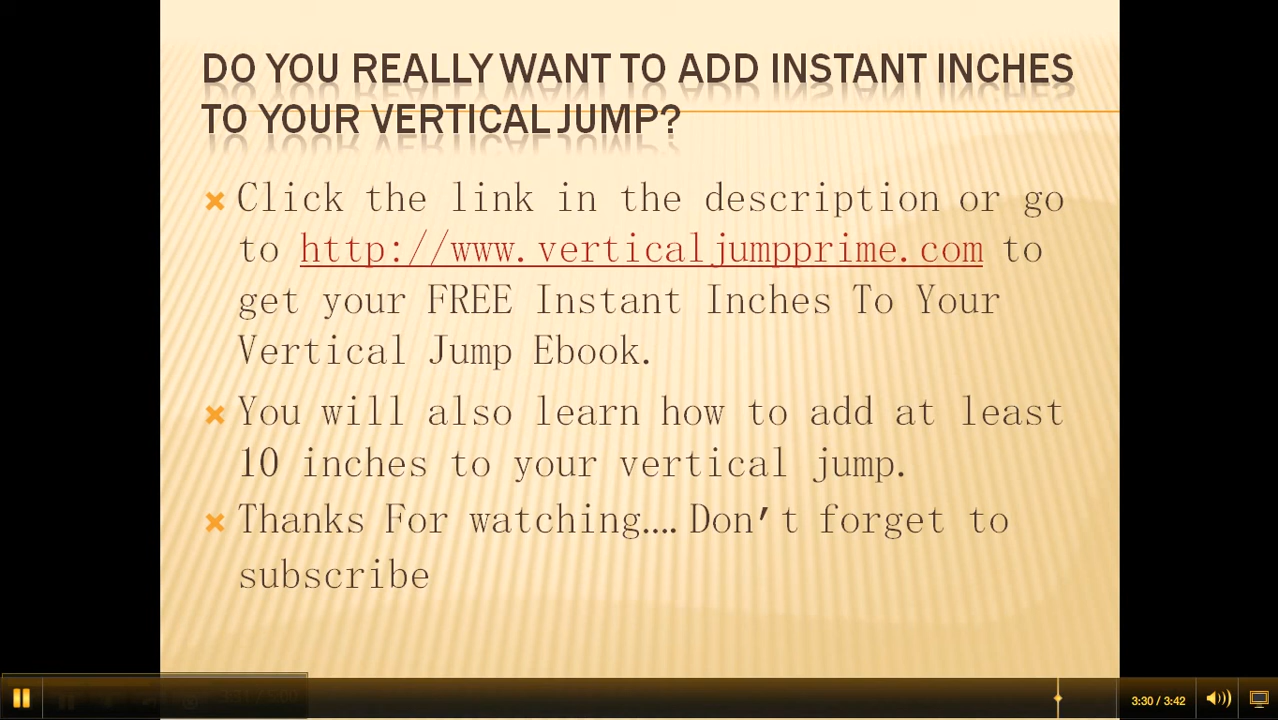 DO YOU REALLY WANT TO ADD INSTANT INCHES
TO YOUR VERTICAL JUMP?
Click the link in the description or go
to http://www.verticaljumpprime.com to
get your FREE Instant Inches To Your
Vertical Jump Ebook.
You will also learn how to add at least
10 inches to your vertical jump.
Thanks For watching…. Don't forget to
subscribe
3:30 / 3:42